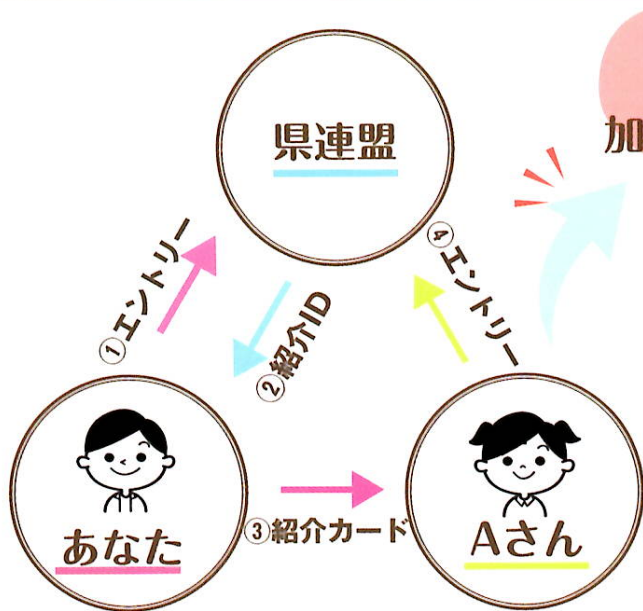 県連盟
加
①エントリー
②紹介ID
④エントリー
あなた
③紹介カード
Aさん